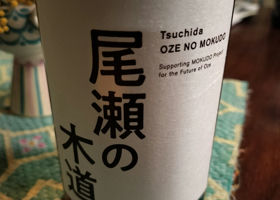 Tsuchida
OZE NO MOKUDO
Supporting MOKUDO Project
for the Future of Oze
尾瀬の
木道